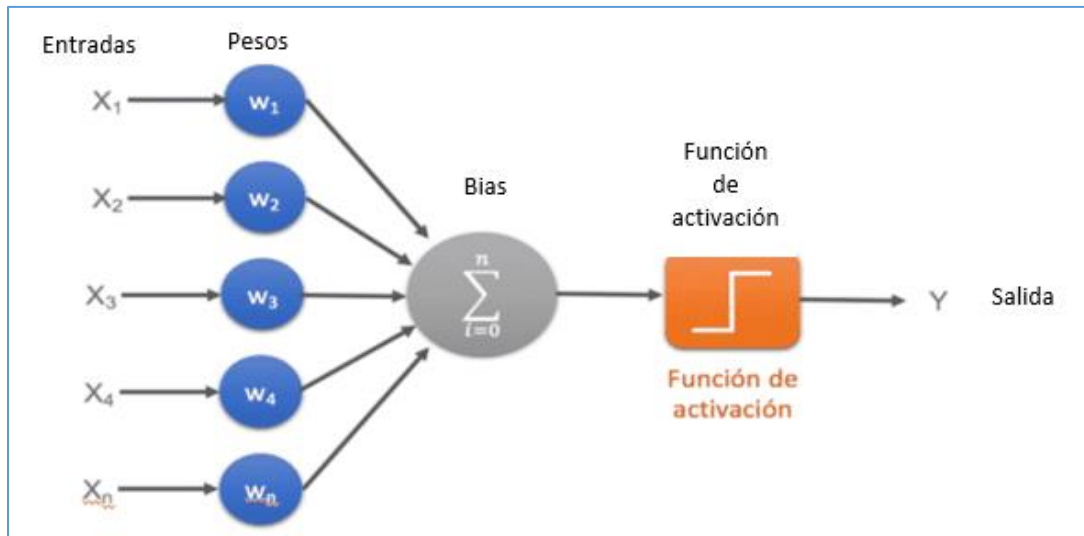 Entradas
Pesos
X₁
w₁
X₂
w₂
X₃
w₃
X₄
w₄
Xₙ
wₙ
Bias
n
∑
i=0
Función
de
activación
Función de
activación
Y
Salida